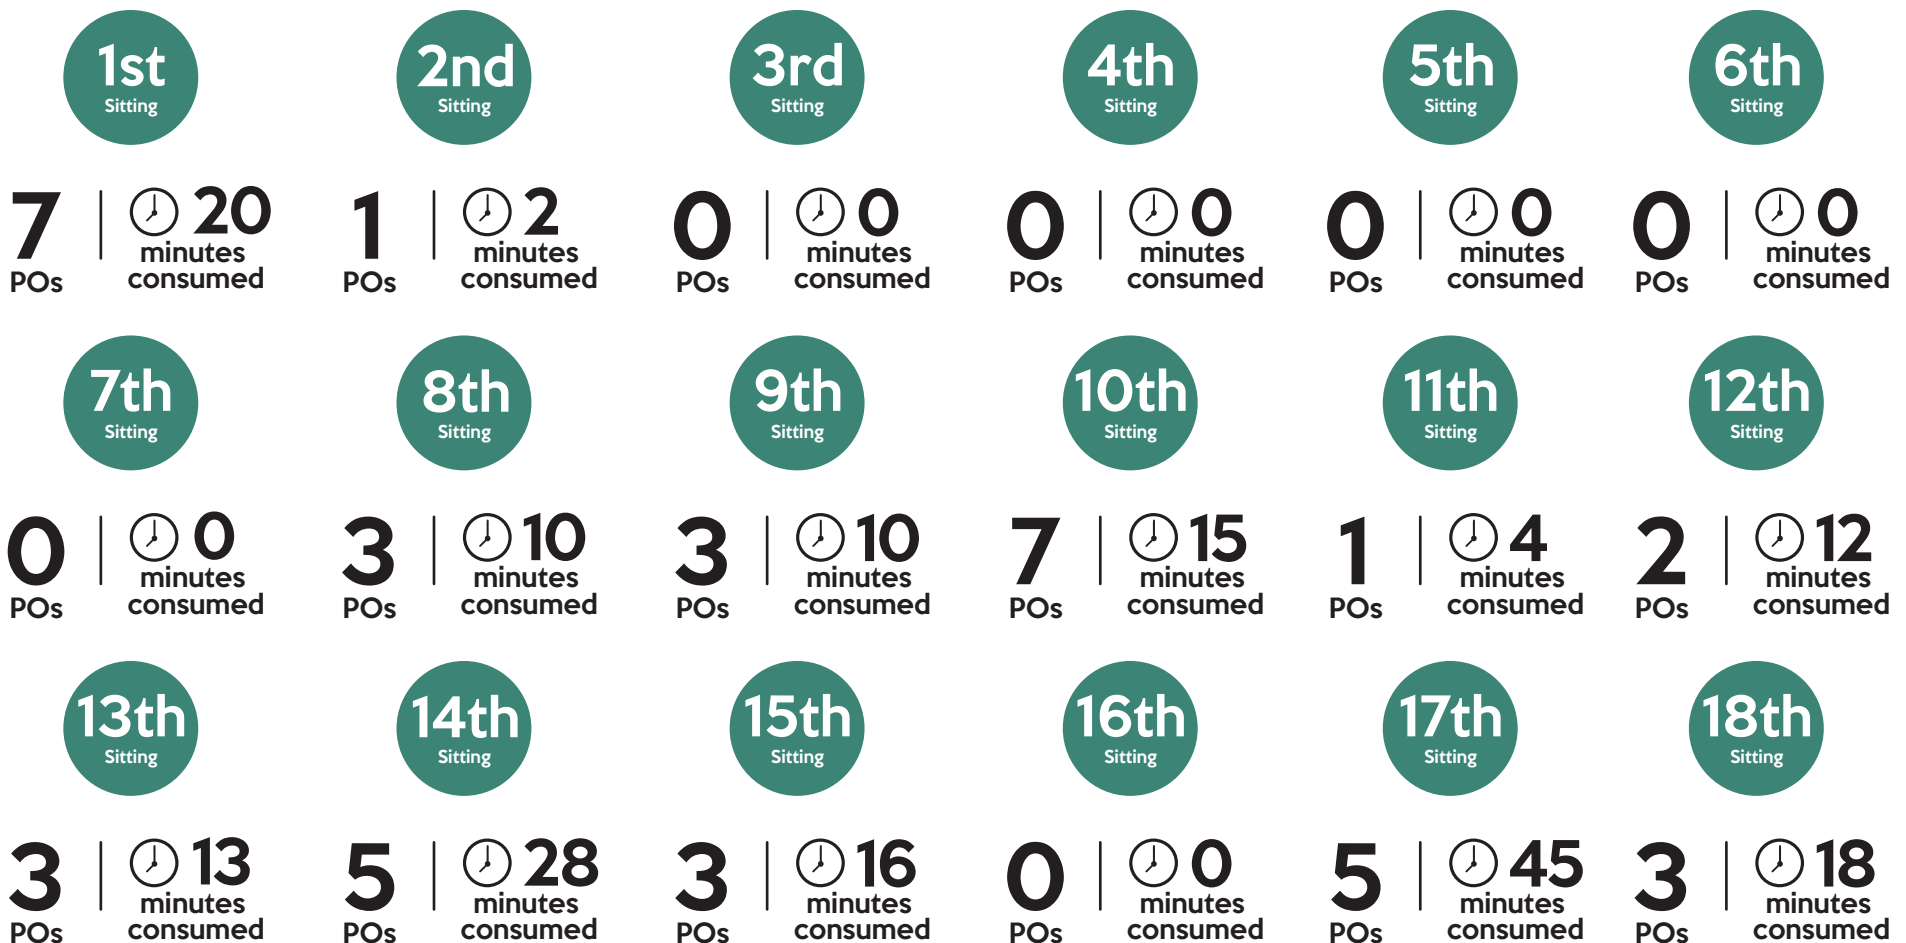 1st
Sitting
7
POs
20
minutes
consumed
2nd
Sitting
1
POs
2
minutes
consumed
3rd
Sitting
0
POs
0
minutes
consumed
4th
Sitting
0
POs
0
minutes
consumed
5th
Sitting
0
POs
0
minutes
consumed
6th
Sitting
0
POs
0
minutes
consumed
7th
Sitting
0
POs
0
minutes
consumed
8th
Sitting
3
POs
10
minutes
consumed
9th
Sitting
3
POs
10
minutes
consumed
10th
Sitting
7
POs
15
minutes
consumed
11th
Sitting
1
POs
4
minutes
consumed
12th
Sitting
2
POs
12
minutes
consumed
13th
Sitting
3
POs
13
minutes
consumed
14th
Sitting
5
POs
28
minutes
consumed
15th
Sitting
3
POs
16
minutes
consumed
16th
Sitting
0
POs
0
minutes
consumed
17th
Sitting
5
POs
45
minutes
consumed
18th
Sitting
3
POs
18
minutes
consumed